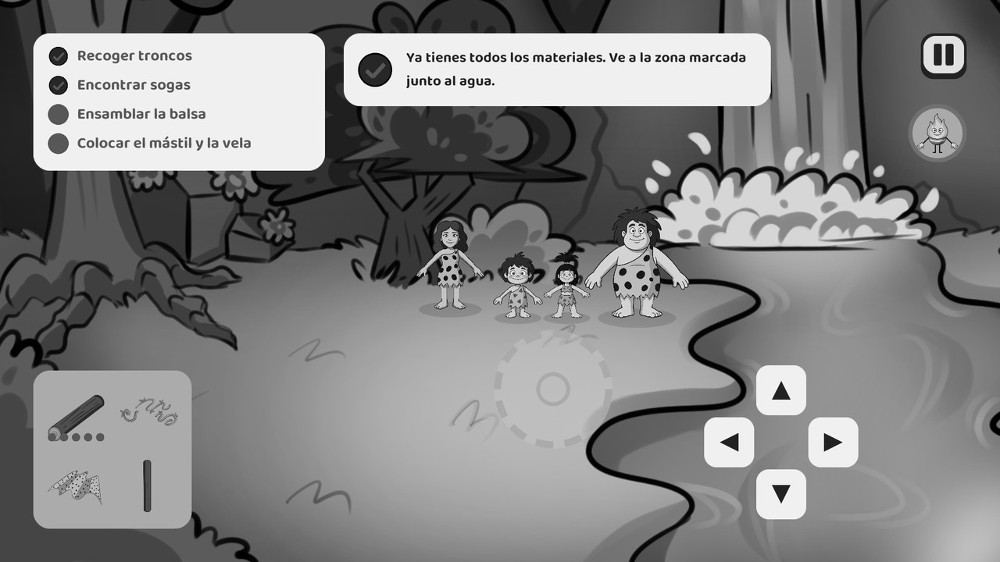 Recoger troncos
Encontrar sogas
Ensamblar la balsa
Colocar el mástil y la vela
Ya tienes todos los materiales. Ve a la zona marcada
junto al agua.